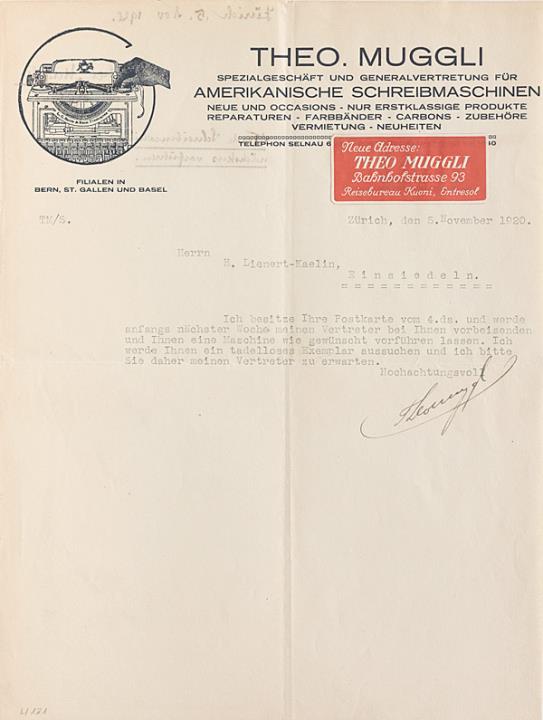 THEO. MUGGLI
SPEZIALGESCHÄFT UND GENERALVERTRETUNG FÜR
AMERIKANISCHE SCHREIBMASCHINEN
NEUE UND OCCASIONS - NUR ERSTKLASSIGE PRODUKTE
REPARATUREN - FARBBÄNDER - CARBONS - ZUBEHÖRE
VERMIETUNG - NEUHEITEN
TELEPHON SELNAU 6
Neue Adresse:
THEO MUGGLI
Bahnhofstrasse 93
Reisebureau Kuoni, Entresol
FILIALEN IN
BERN, ST. GALLEN UND BASEL
TM/S.
Zürich, den 5.November 1920.
Herrn
H. Lienert-Kaelin,
Einsiedeln.
Ich besitze Ihre Postkarte vom 4.ds. und werde
anfangs nächster Woche meinen Vertreter bei Ihnen vorbeisenden
und Ihnen eine Maschine wie gewünscht vorführen lassen. Ich
werde Ihnen ein tadelloses Exemplar aussuchen und ich bitte
Sie daher meinen Vertreter zu erwarten.
Hochachtungsvoll